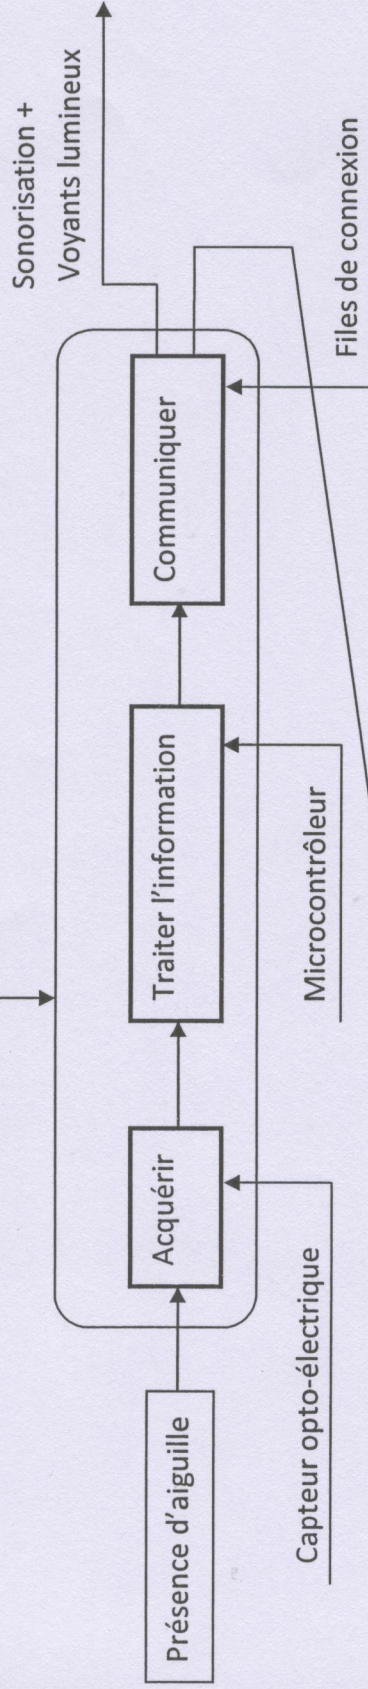 Présence d'aiguille
Acquérir
Traiter l'information
Communiquer
Sonorisation +
Voyants lumineux
Capteur opto-électrique
Microcontrôleur
Files de connexion